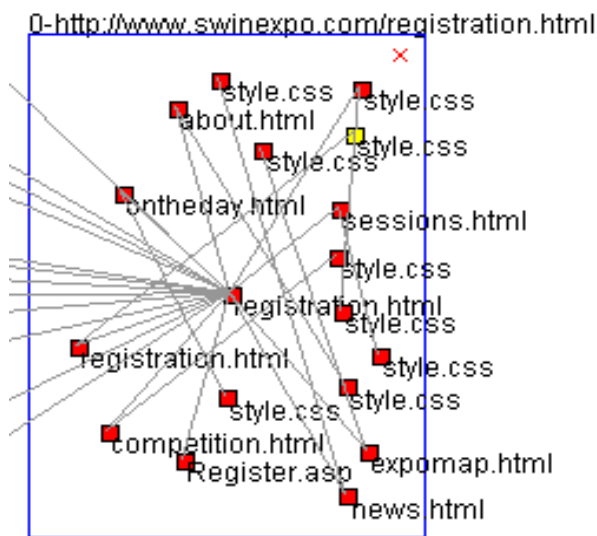 0-http://www.swinexpo.com/registration.html
style.css
style.css
about.html
style.css
style.css
ontheday.html
sessions.html
style.css
registration.html
style.css
registration.html
style.css
style.css
style.css
competition.html
Register.asp
expomap.html
news.html